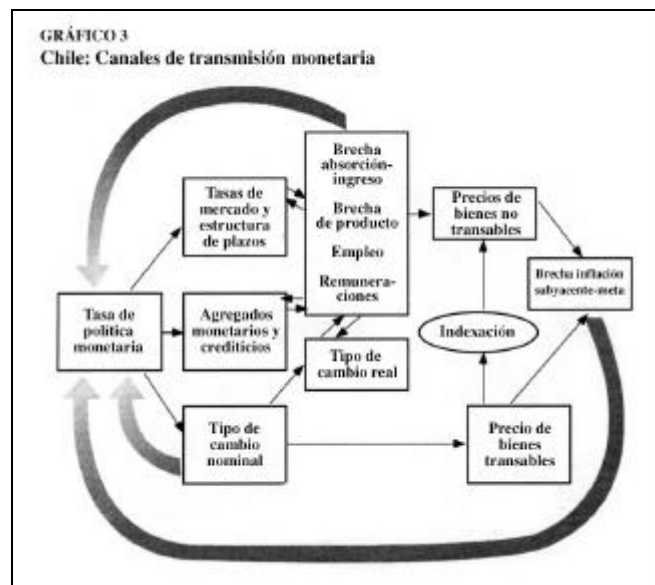 GRÁFICO 3
Chile: Canales de transmisión monetaria
Brecha
absorción-
ingreso
Brecha
de producto
Empleo
Remunera-
ciones
Tasas de
mercado y
estructura
de plazos
Precios de
bienes no
transables
Brecha inflación
subyacente-meta
Tasa de
política
monetaria
Agregados
monetarios y
crediticios
Indexación
Tipo de
cambio real
Tipo de
cambio
nominal
Precio de
bienes
transables